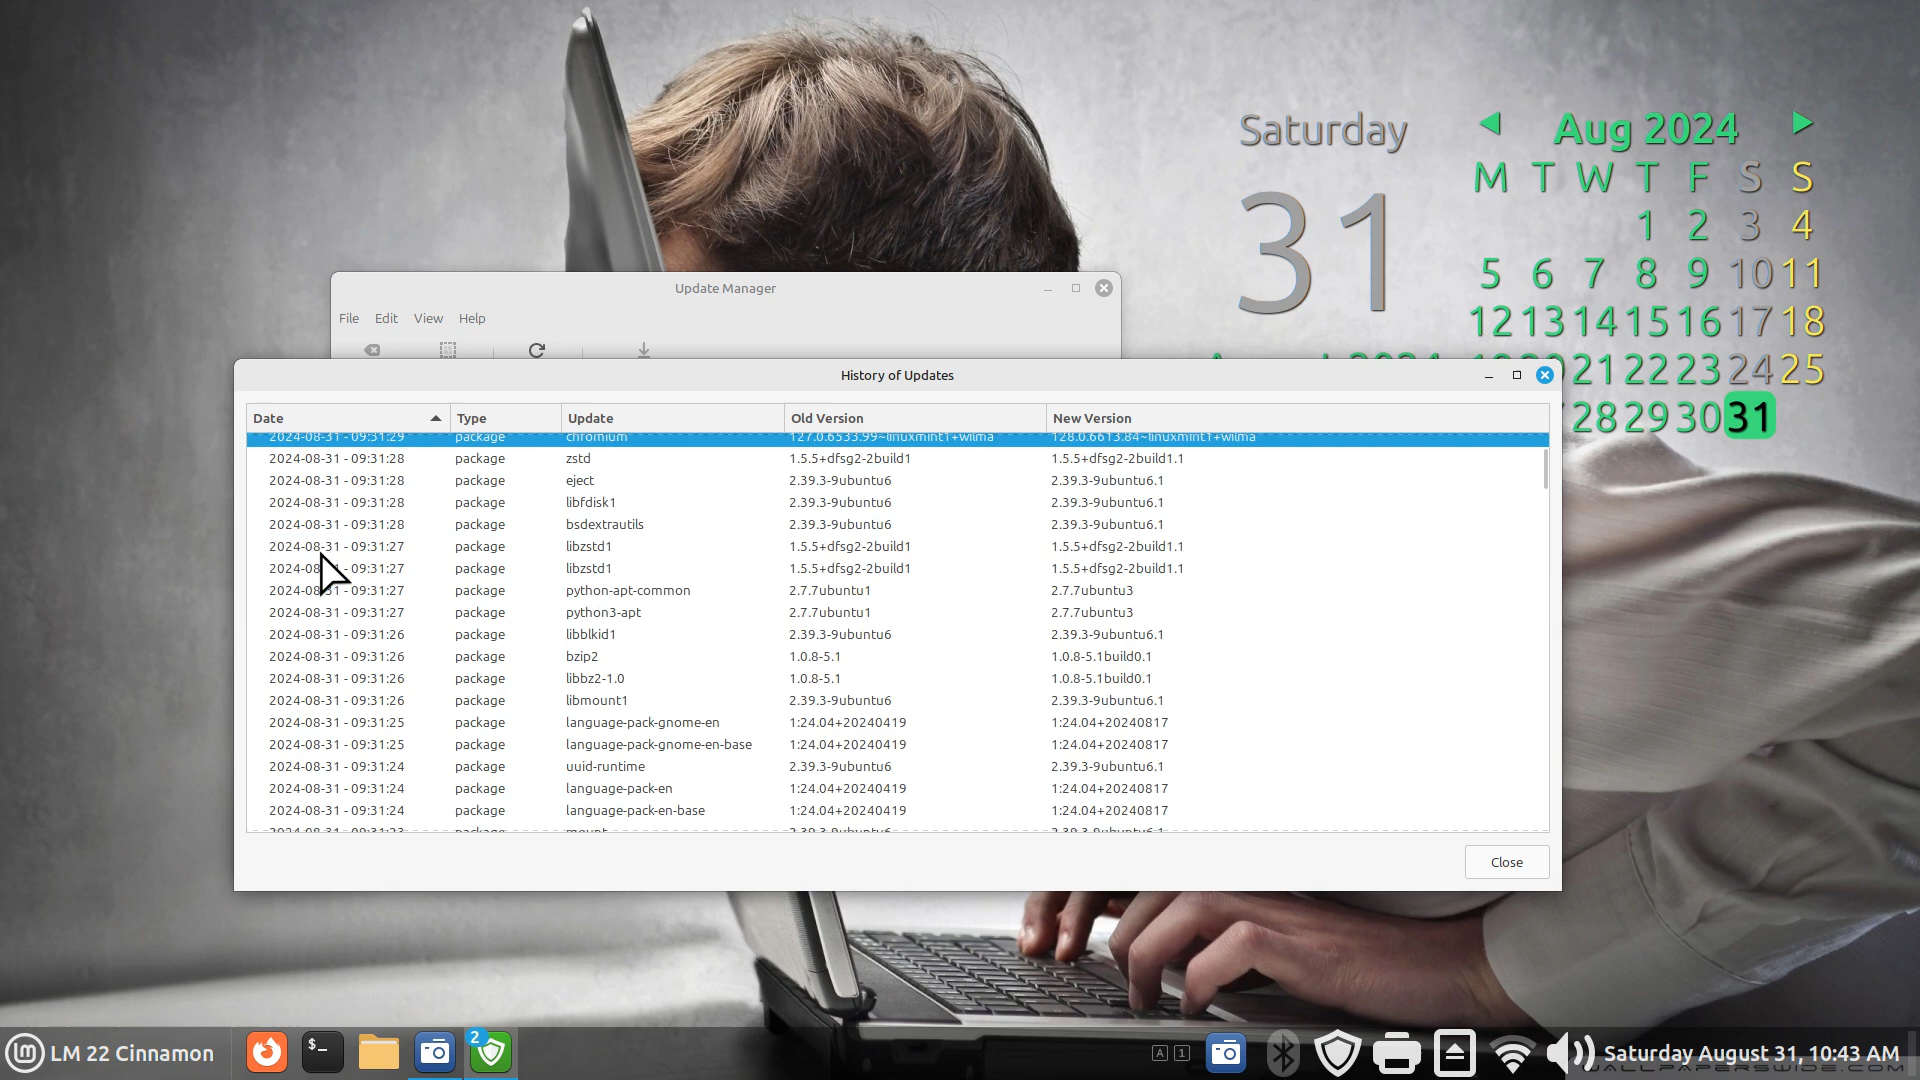 Saturday
31
Aug 2024
M T W T F S S
1 2 3 4
5 6 7 8 9 10 11
12 13 14 15 16 17 18
21 22 23 24 25
28 29 30 31
Update Manager
File Edit View Help
History of Updates
Date Type Update Old Version New Version
2024-08-31 - 09:31:29 package chromium 127.0.6533.99~linuxmint1+wilma 128.0.6613.84~linuxmint1+wilma
2024-08-31 - 09:31:28 package zstd 1.5.5+dfsg2-2build1 1.5.5+dfsg2-2build1.1
2024-08-31 - 09:31:28 package eject 2.39.3-9ubuntu6 2.39.3-9ubuntu6.1
2024-08-31 - 09:31:28 package libfdisk1 2.39.3-9ubuntu6 2.39.3-9ubuntu6.1
2024-08-31 - 09:31:28 package bsdextrautils 2.39.3-9ubuntu6 2.39.3-9ubuntu6.1
2024-08-31 - 09:31:27 package libzstd1 1.5.5+dfsg2-2build1 1.5.5+dfsg2-2build1.1
2024-08-31 - 09:31:27 package libzstd1 1.5.5+dfsg2-2build1 1.5.5+dfsg2-2build1.1
2024-08-31 - 09:31:27 package python-apt-common 2.7.7ubuntu1 2.7.7ubuntu3
2024-08-31 - 09:31:27 package python3-apt 2.7.7ubuntu1 2.7.7ubuntu3
2024-08-31 - 09:31:26 package libblkid1 2.39.3-9ubuntu6 2.39.3-9ubuntu6.1
2024-08-31 - 09:31:26 package bzip2 1.0.8-5.1 1.0.8-5.1build0.1
2024-08-31 - 09:31:26 package libbz2-1.0 1.0.8-5.1 1.0.8-5.1build0.1
2024-08-31 - 09:31:26 package libmount1 2.39.3-9ubuntu6 2.39.3-9ubuntu6.1
2024-08-31 - 09:31:25 package language-pack-gnome-en 1:24.04+20240419 1:24.04+20240817
2024-08-31 - 09:31:25 package language-pack-gnome-en-base 1:24.04+20240419 1:24.04+20240817
2024-08-31 - 09:31:24 package uuid-runtime 2.39.3-9ubuntu6 2.39.3-9ubuntu6.1
2024-08-31 - 09:31:24 package language-pack-en 1:24.04+20240419 1:24.04+20240817
2024-08-31 - 09:31:24 package language-pack-en-base 1:24.04+20240419 1:24.04+20240817
Close
LM 22 Cinnamon
$_
2
A 1
Saturday August 31, 10:43 AM
WALLPAPERSWIDE.COM